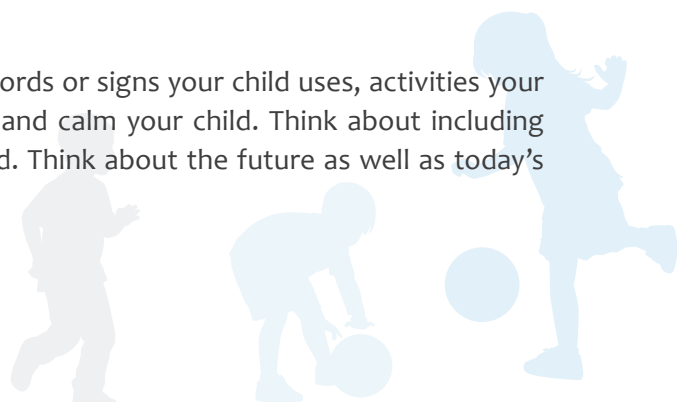 ords or signs your child uses, activities your
and calm your child. Think about including
d. Think about the future as well as today’s